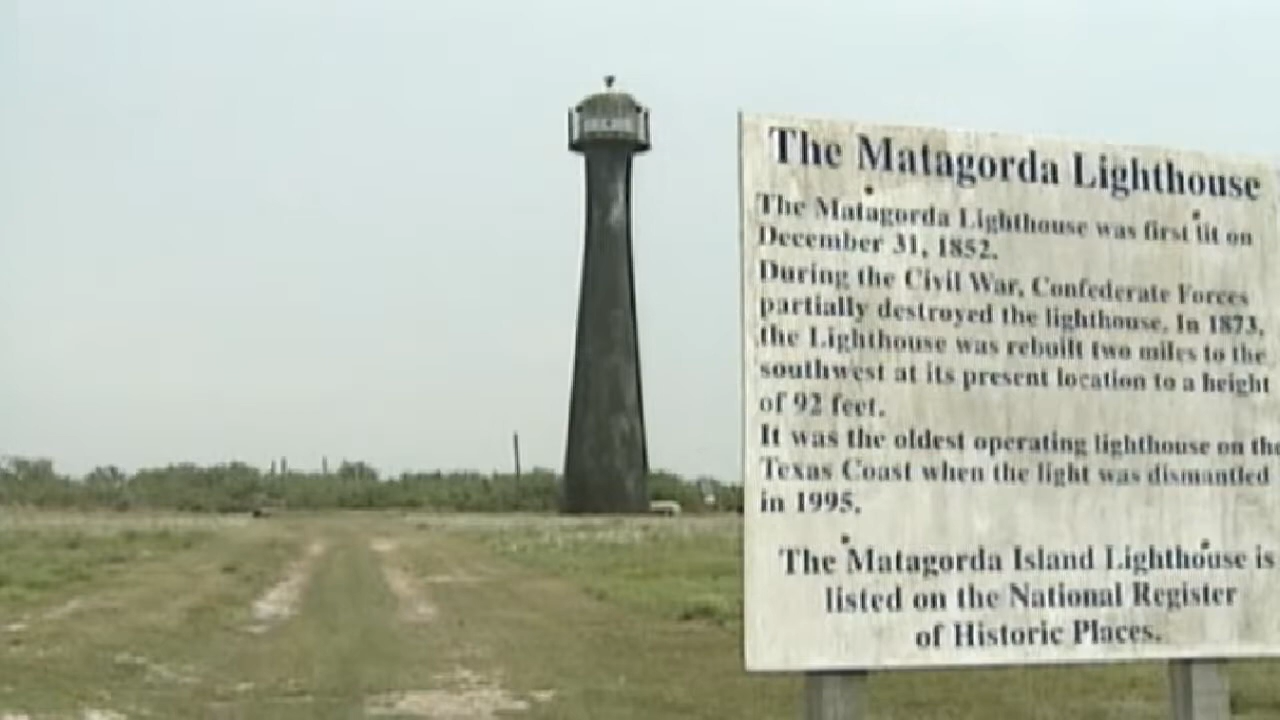 The Matagorda Lighthouse
The Matagorda Lighthouse was first lit on
December 31, 1852.
During the Civil War, Confederate Forces
partially destroyed the lighthouse. In 1873,
the Lighthouse was rebuilt two miles to the
southwest at its present location to a height
of 92 feet.
It was the oldest operating lighthouse on the
Texas Coast when the light was dismantled
in 1995.
The Matagorda Island Lighthouse is
listed on the National Register
of Historic Places.